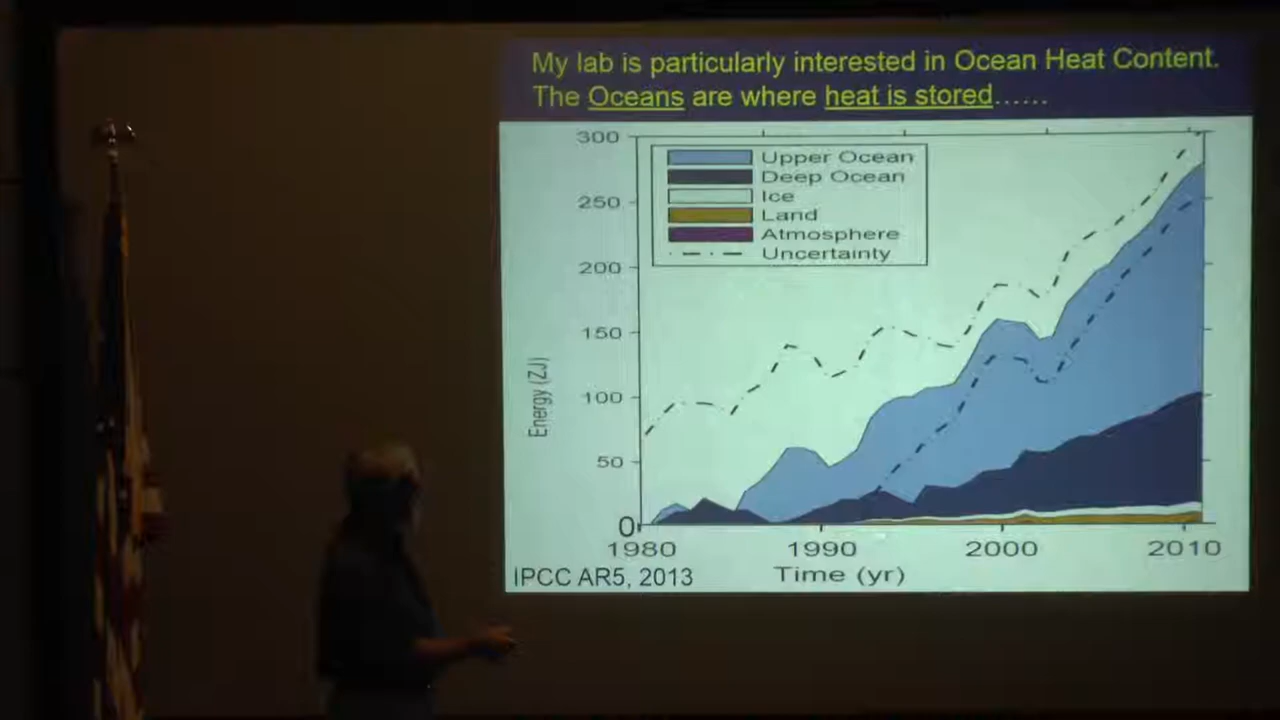 My lab is particularly interested in Ocean Heat Content.
The Oceans are where heat is stored......
300
250
200
150
100
50
0
Energy (ZJ)
Upper Ocean
Deep Ocean
Ice
Land
Atmosphere
Uncertainty
1980 1990 2000 2010
IPCC AR5, 2013
Time (yr)